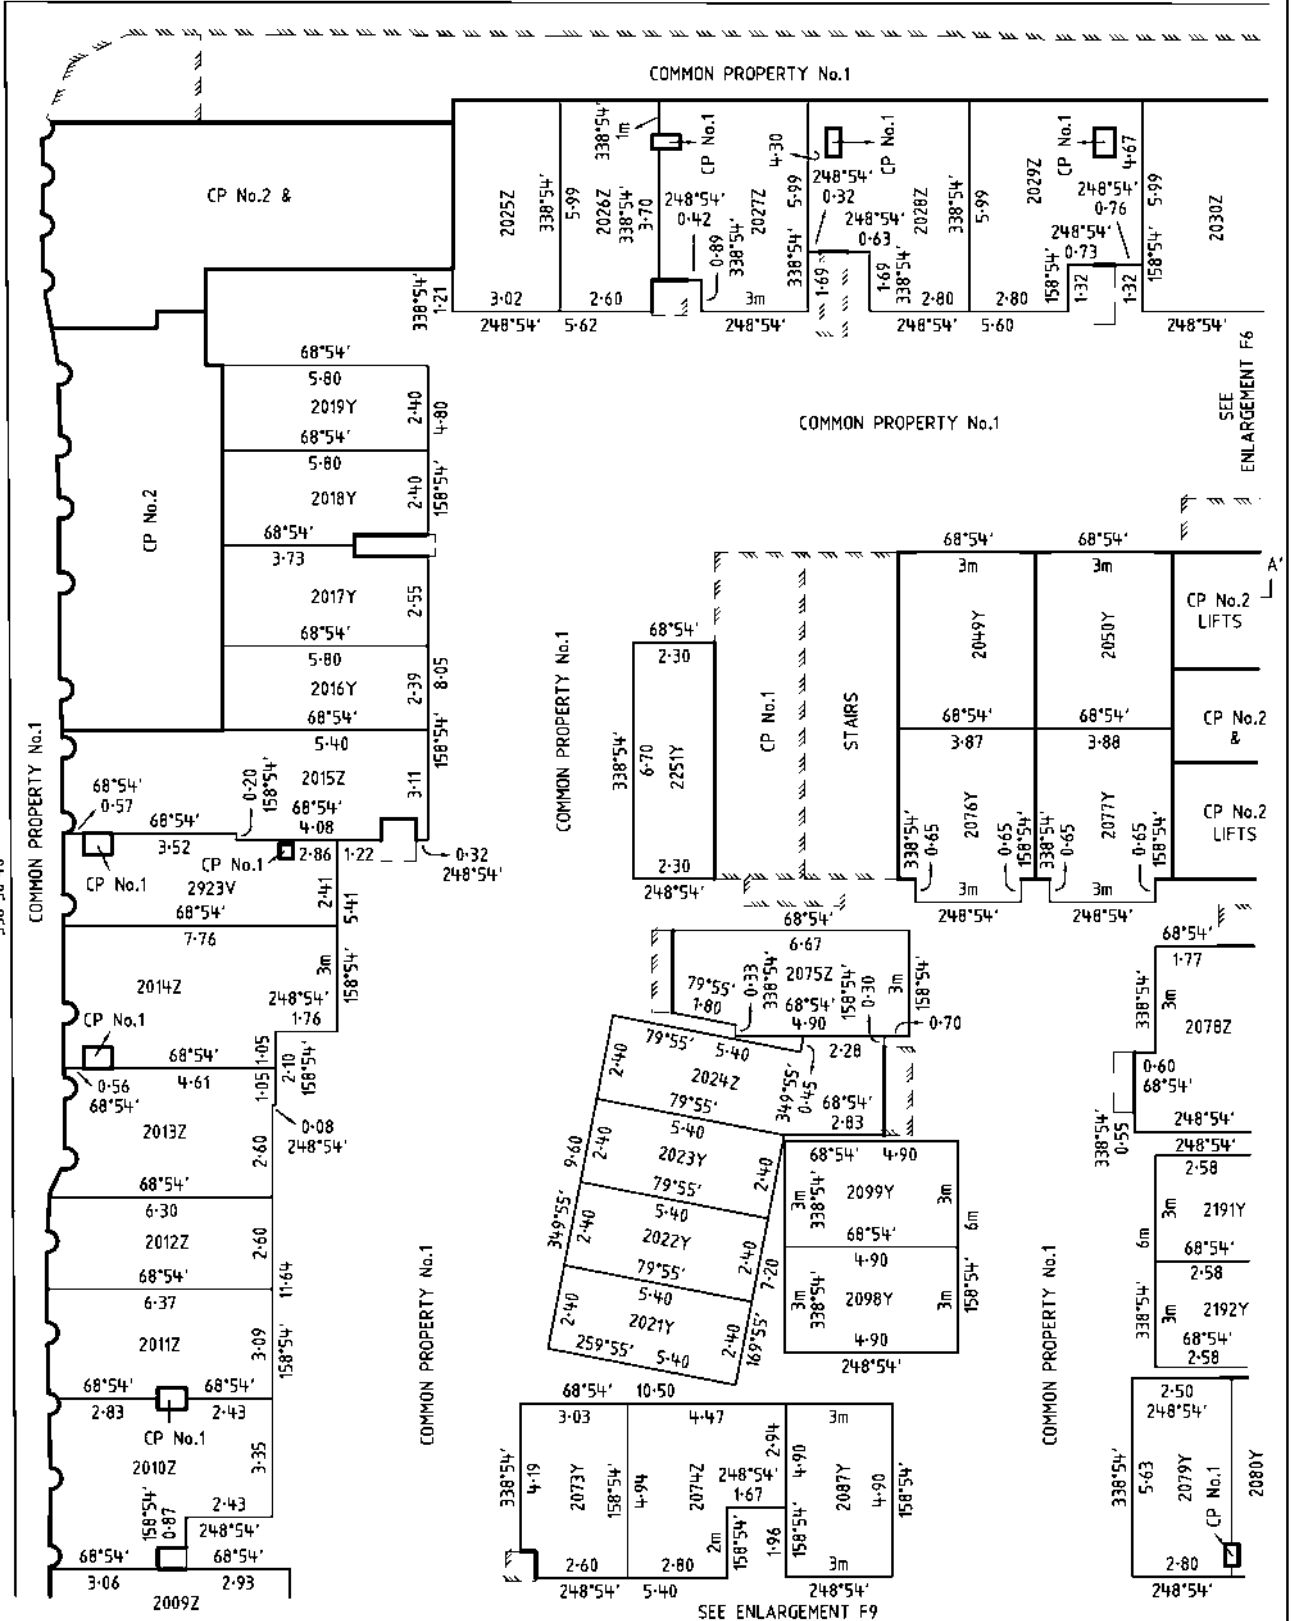 COMMON PROPERTY No.1
CP No.2 &
338°54'
1·21
2025Z
338°54'
3·02
248°54'
5·99
2026Z
338°54'
3·70
338°54'
1m
2·60
5·62
CP No.1
248°54'
0·42
0·89
338°54'
2027Z
3m
248°54'
4·30
5·99
338°54'
CP No.1
248°54'
0·32
248°54'
0·63
1·69
1·69
338°54'
2028Z
338°54'
2·80
248°54'
5·99
2029Z
2·80
5·60
CP No.1
4·67
248°54'
0·76
248°54'
0·73
158°54'
1·32
1·32
5·99
158°54'
2030Z
248°54'
SEE
ENLARGEMENT F6
COMMON PROPERTY No.1
CP No.2
68°54'
5·80
2019Y
2·40
4·80
68°54'
5·80
2018Y
2·40
158°54'
68°54'
3·73
2017Y
2·55
68°54'
5·80
2016Y
2·39
8·05
68°54'
5·40
158°54'
2015Z
3·11
0·20
158°54'
68°54'
4·08
68°54'
0·57
68°54'
3·52
CP No.1
CP No.1
2·86
1·22
0·32
248°54'
2923V
2·41
5·41
68°54'
7·76
2014Z
3m
158°54'
248°54'
1·76
CP No.1
68°54'
4·61
1·05
1·05
2·10
158°54'
0·56
68°54'
0·08
248°54'
2013Z
2·60
68°54'
6·30
2012Z
2·60
68°54'
6·37
11·64
2011Z
3·09
158°54'
68°54'
2·83
68°54'
2·43
CP No.1
2010Z
3·35
158°54'
0·87
2·43
248°54'
68°54'
3·06
68°54'
2·93
2009Z
COMMON PROPERTY No.1
COMMON PROPERTY No.1
COMMON PROPERTY No.1
68°54'
2·30
338°54'
6·70
2251Y
2·30
248°54'
CP No.1
STAIRS
68°54'
3m
2049Y
68°54'
3·87
68°54'
3m
2050Y
68°54'
3·88
338°54'
0·65
2076Y
0·65
158°54'
3m
248°54'
338°54'
0·65
2077Y
0·65
158°54'
3m
248°54'
A'
CP No.2
LIFTS
CP No.2
&
CP No.2
LIFTS
68°54'
6·67
2075Z
79°55'
1·80
0·33
338°54'
68°54'
4·90
158°54'
0·30
3m
158°54'
0·70
79°55'
5·40
2·40
2024Z
79°55'
5·40
349°55'
0·45
2·28
68°54'
2·83
9·60
2·40
2023Y
2·40
79°55'
5·40
349°55'
2·40
2022Y
2·40
7·20
79°55'
5·40
2·40
2021Y
2·40
169°55'
259°55'
5·40
68°54'
4·90
3m
338°54'
2099Y
3m
6m
68°54'
4·90
3m
338°54'
2098Y
3m
158°54'
4·90
248°54'
68°54'
1·77
338°54'
3m
2078Z
0·60
68°54'
338°54'
0·55
248°54'
248°54'
2·58
3m
2191Y
6m
68°54'
2·58
338°54'
3m
2192Y
68°54'
2·58
COMMON PROPERTY No.1
68°54'
10·50
3·03
4·47
3m
338°54'
4·19
2073Y
158°54'
4·94
2074Z
248°54'
1·67
2·94
4·90
2087Y
4·90
158°54'
2m
158°54'
1·96
158°54'
2·60
2·80
3m
248°54'
5·40
248°54'
2·50
248°54'
338°54'
5·63
2079Y
CP No.1
2080Y
2·80
248°54'
SEE ENLARGEMENT F9